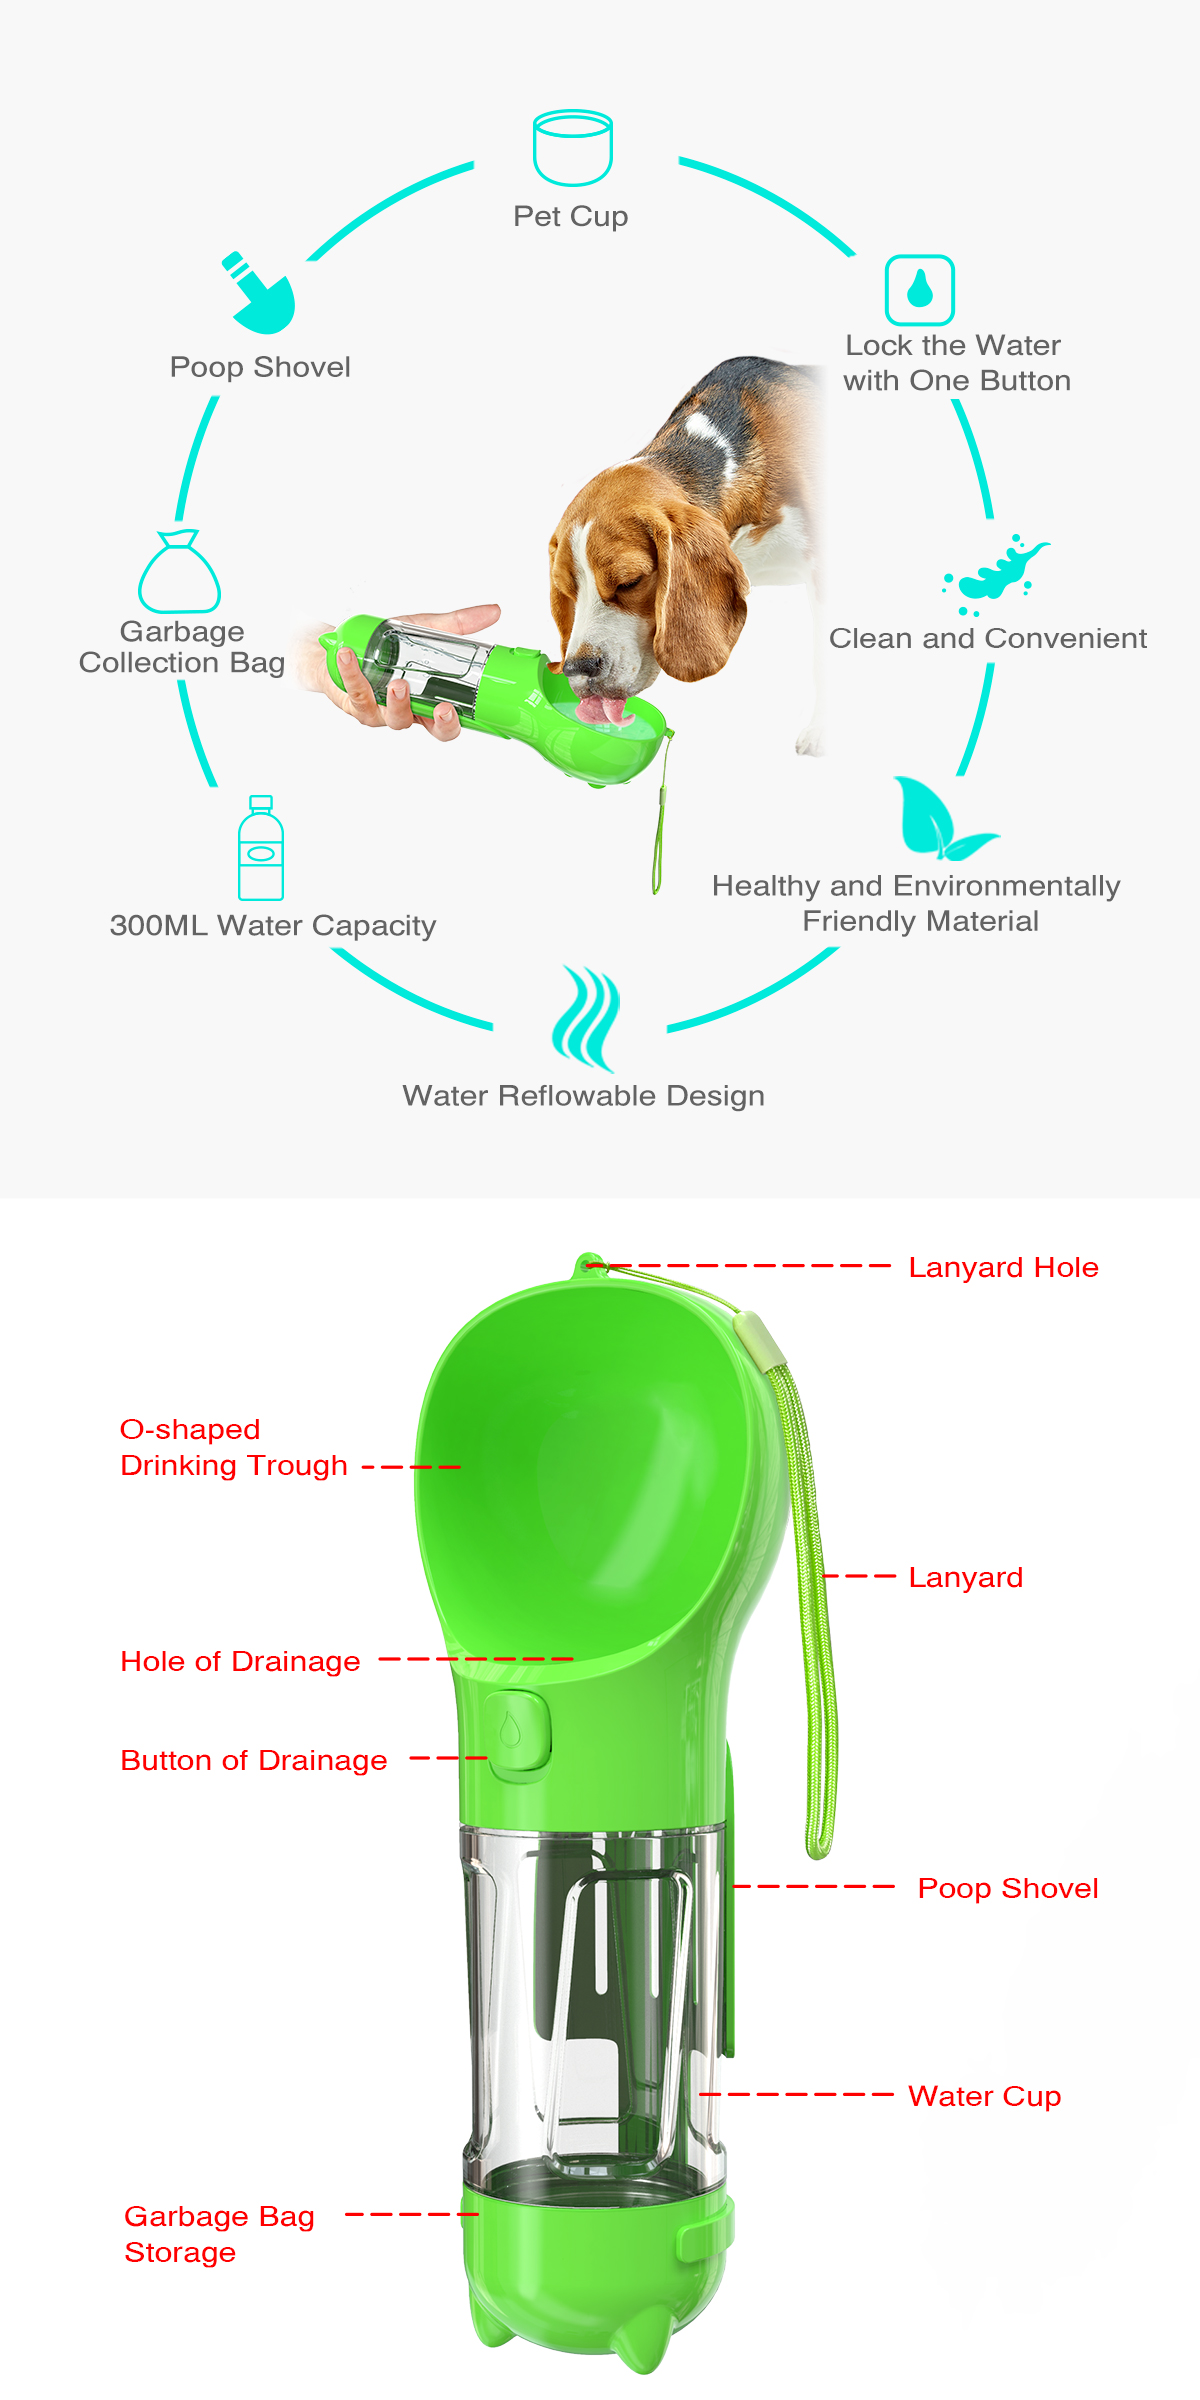 Pet Cup
Poop Shovel
Lock the Water
with One Button
Garbage
Collection Bag
Clean and Convenient
300ML Water Capacity
Healthy and Environmentally
Friendly Material
Water Reflowable Design
Lanyard Hole
O-shaped
Drinking Trough
Lanyard
Hole of Drainage
Button of Drainage
Poop Shovel
Water Cup
Garbage Bag
Storage